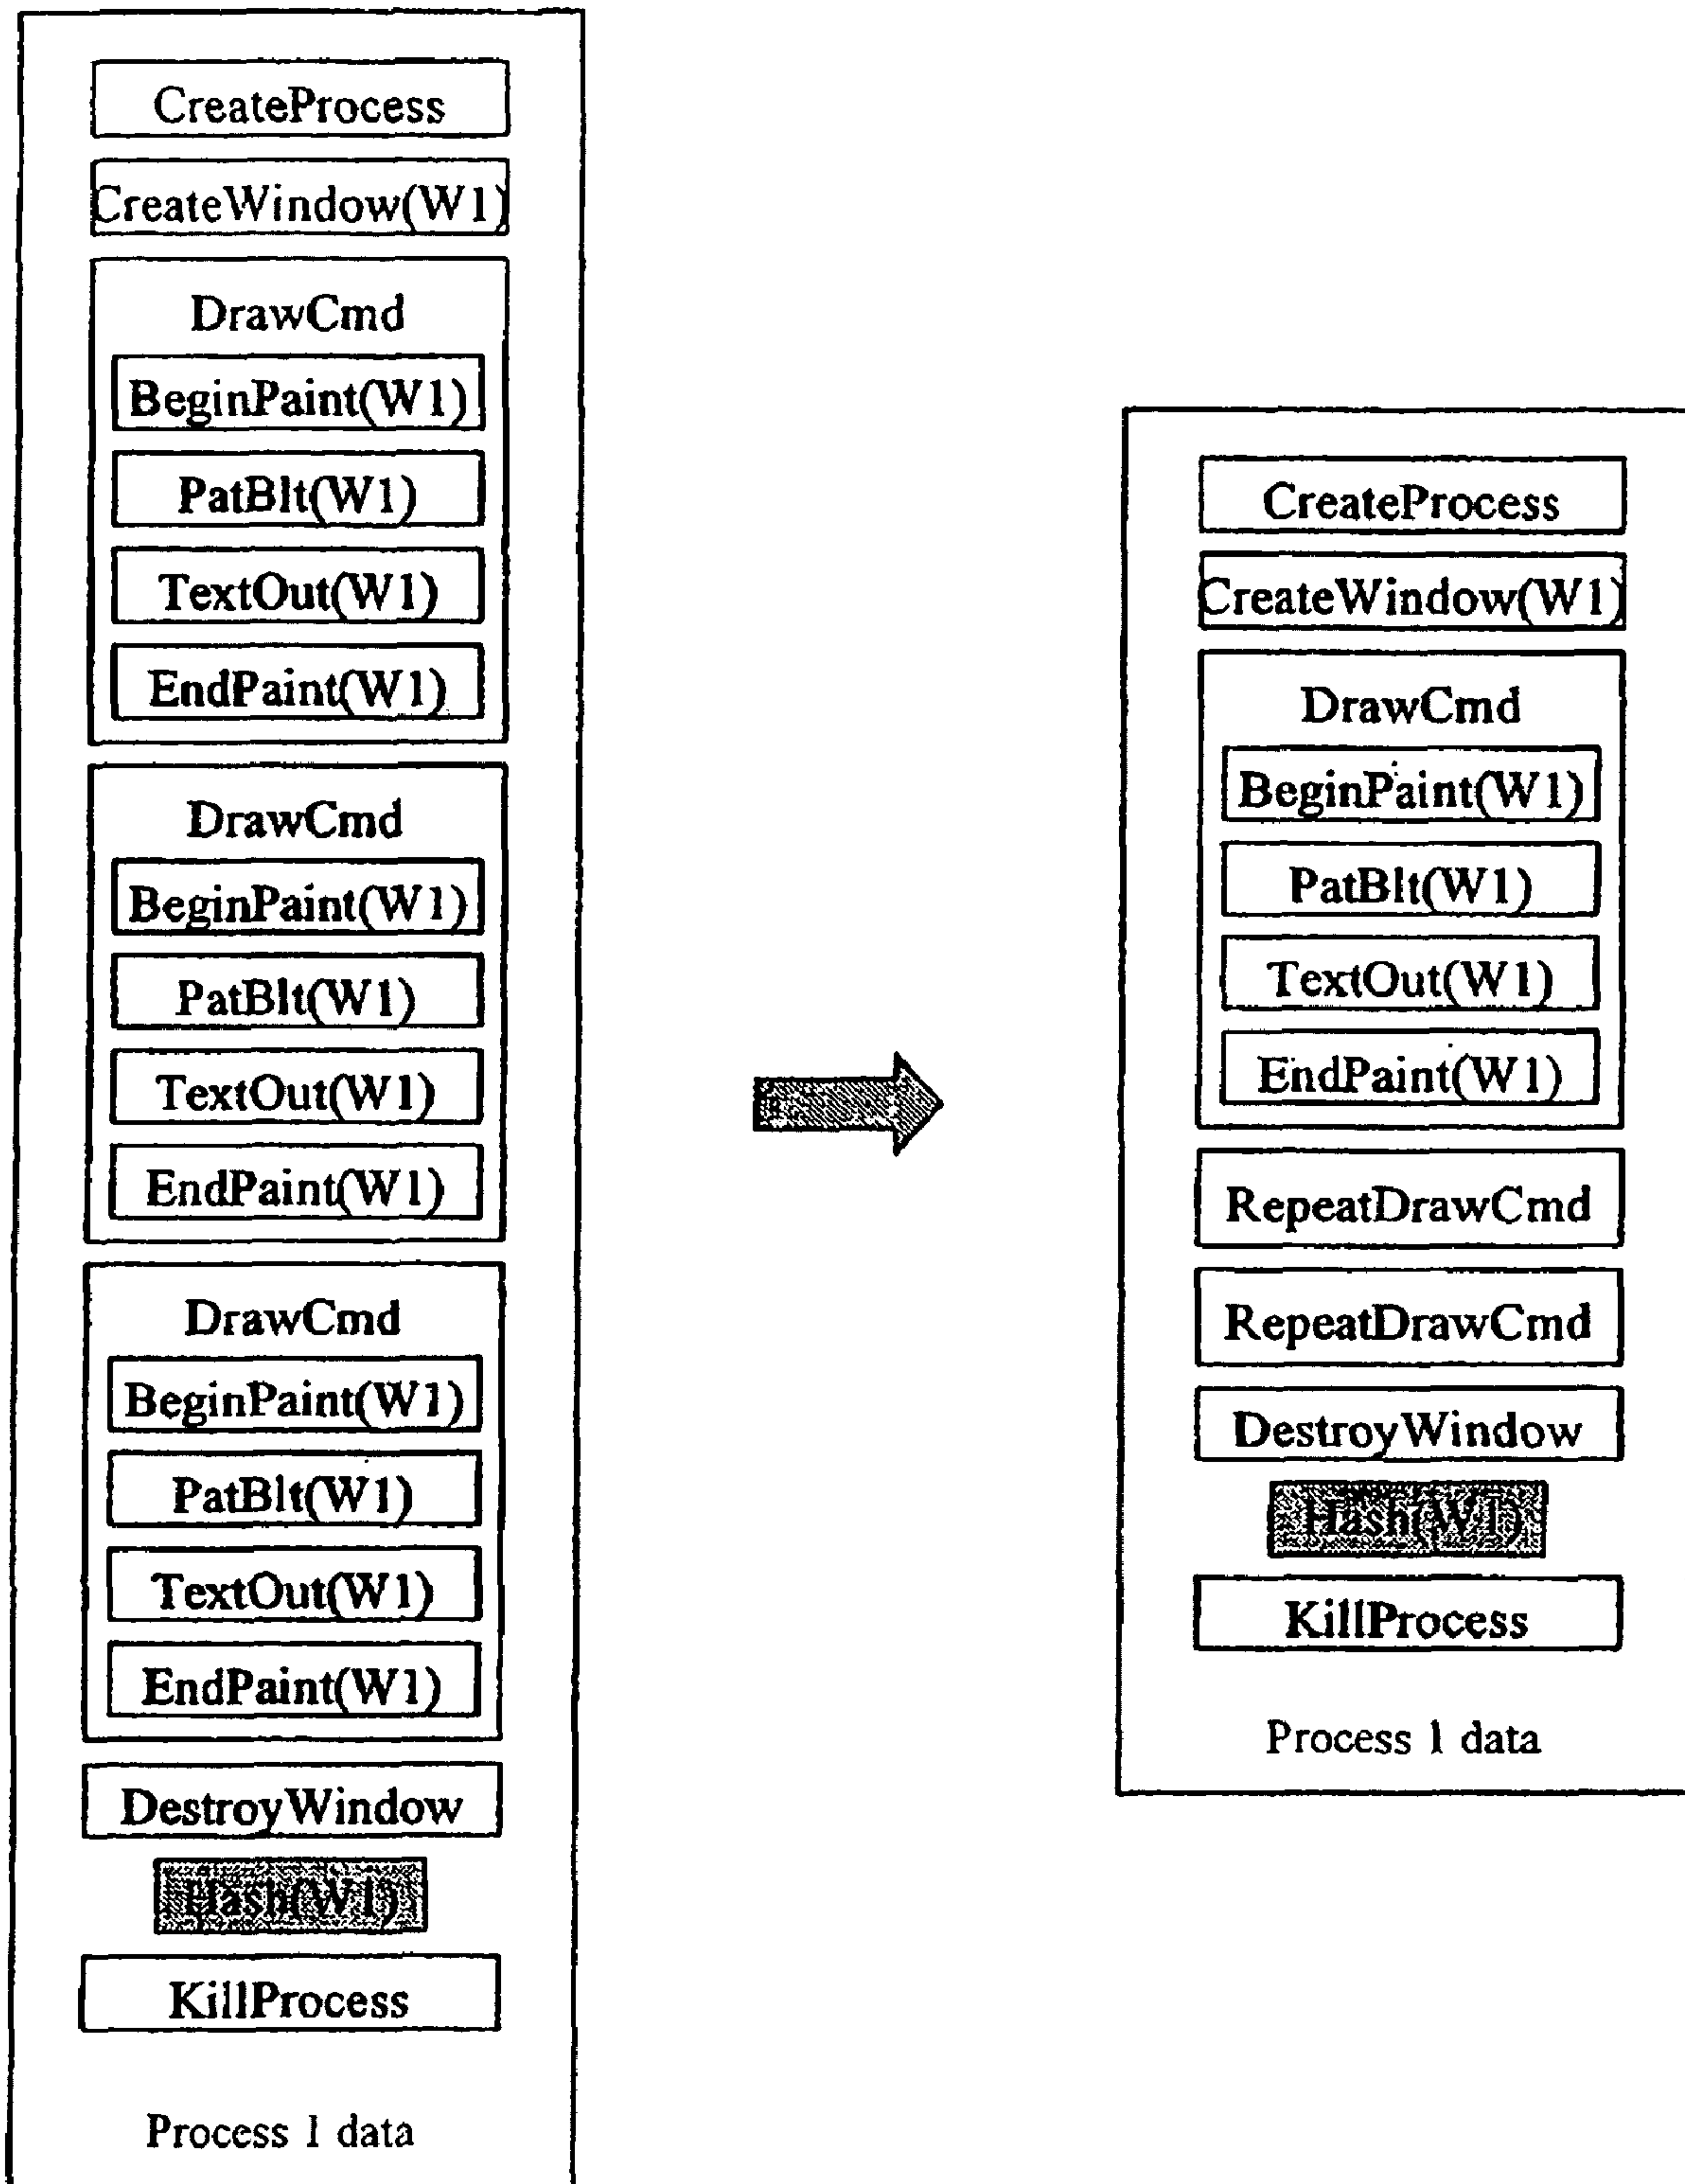 CreateProcess
CreateWindow(W1)
DrawCmd
BeginPaint(W1)
PatBlt(W1)
TextOut(W1)
EndPaint(W1)
DrawCmd
BeginPaint(W1)
PatBlt(W1)
TextOut(W1)
EndPaint(W1)
DrawCmd
BeginPaint(W1)
PatBlt(W1)
TextOut(W1)
EndPaint(W1)
DestroyWindow
Hash(W1)
KillProcess
Process 1 data
CreateProcess
CreateWindow(W1)
DrawCmd
BeginPaint(W1)
PatBlt(W1)
TextOut(W1)
EndPaint(W1)
RepeatDrawCmd
RepeatDrawCmd
DestroyWindow
Hash(W1)
KillProcess
Process 1 data